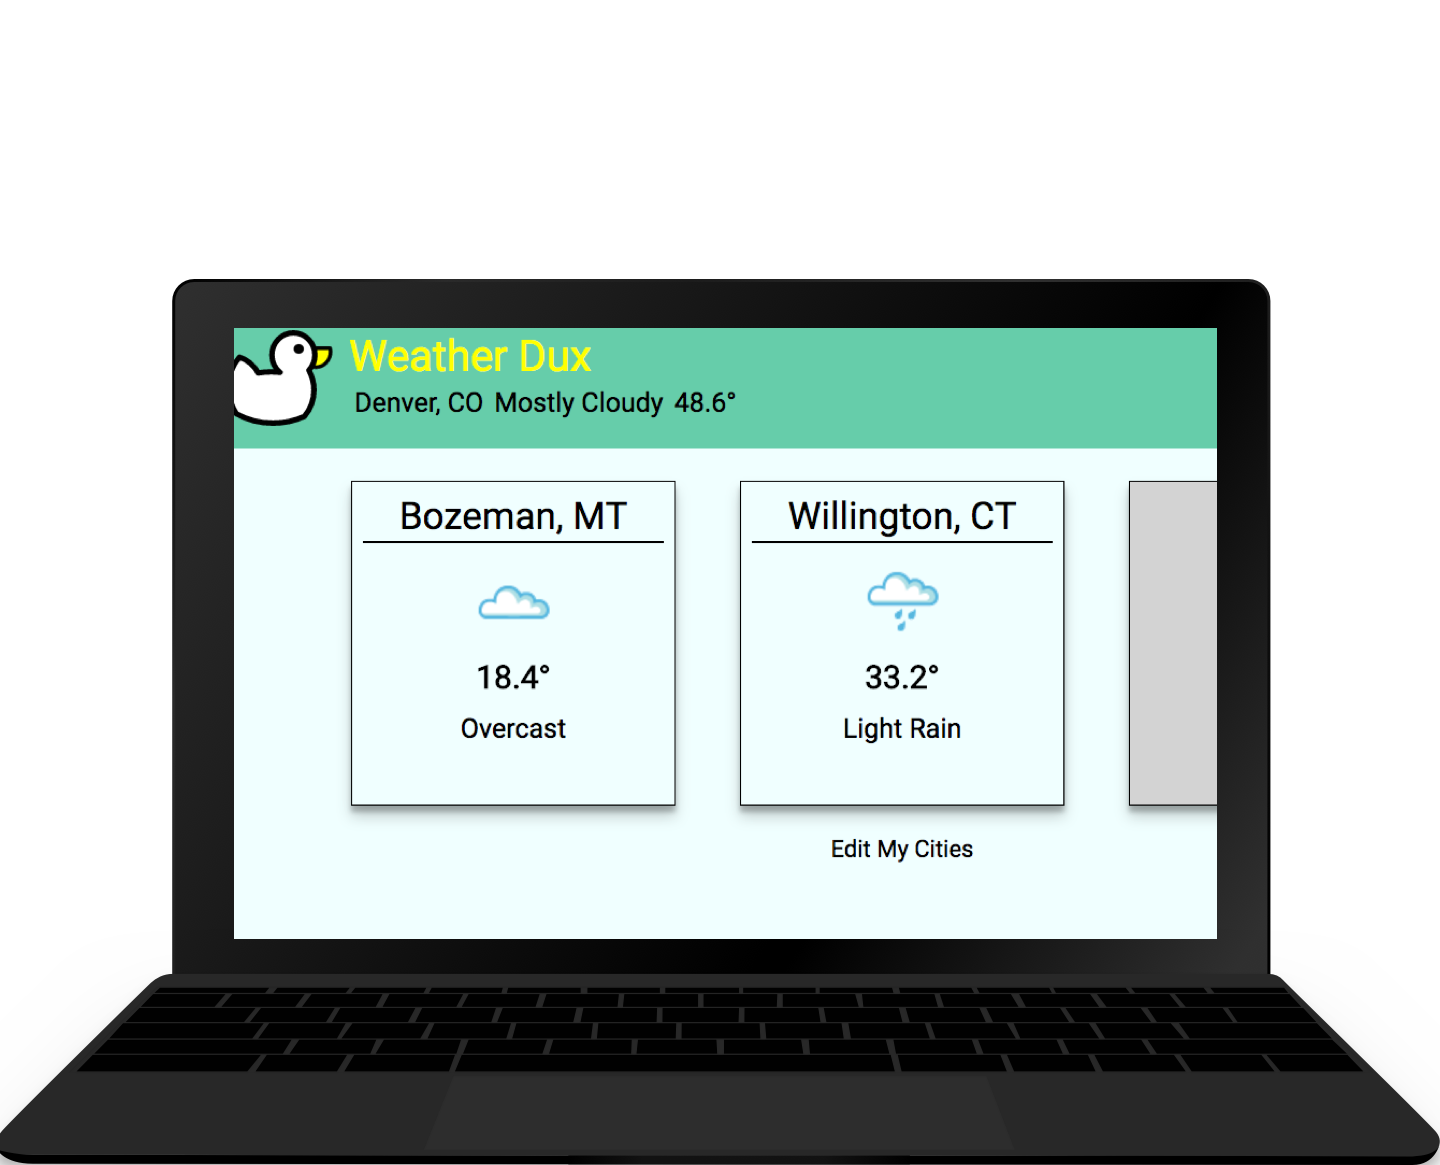 Weather Dux
Denver, CO Mostly Cloudy 48.6°
Bozeman, MT
18.4°
Overcast
Willington, CT
33.2°
Light Rain
Edit My Cities